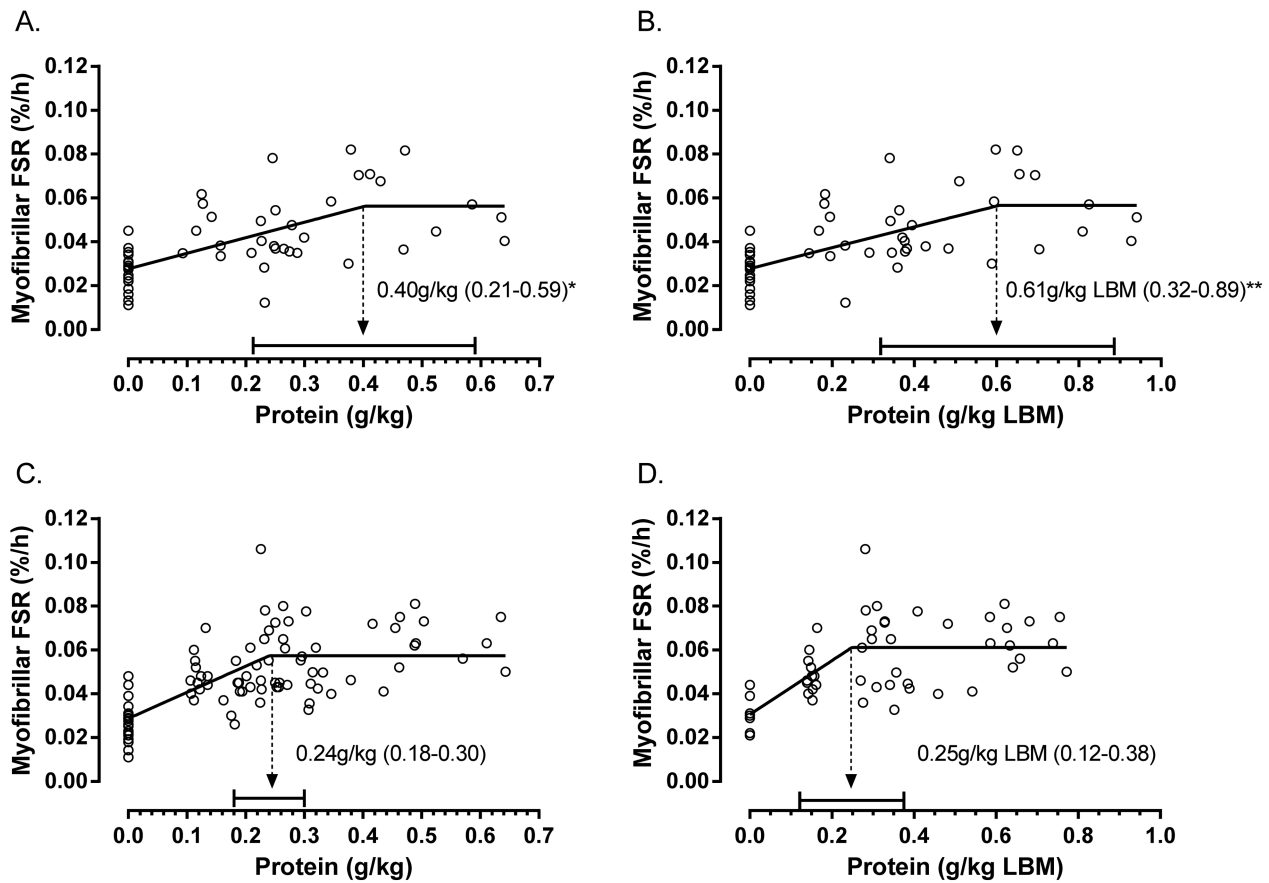 A.
Myofibrillar FSR (%/h)
0.12
0.10
0.08
0.06
0.04
0.02
0.00
0.40g/kg (0.21-0.59)*
0.0 0.1 0.2 0.3 0.4 0.5 0.6 0.7
Protein (g/kg)
B.
Myofibrillar FSR (%/h)
0.12
0.10
0.08
0.06
0.04
0.02
0.00
0.61g/kg LBM (0.32-0.89)**
0.0 0.2 0.4 0.6 0.8 1.0
Protein (g/kg LBM)
C.
Myofibrillar FSR (%/h)
0.12
0.10
0.08
0.06
0.04
0.02
0.00
0.24g/kg (0.18-0.30)
0.0 0.1 0.2 0.3 0.4 0.5 0.6 0.7
Protein (g/kg)
D.
Myofibrillar FSR (%/h)
0.12
0.10
0.08
0.06
0.04
0.02
0.00
0.25g/kg LBM (0.12-0.38)
0.0 0.2 0.4 0.6 0.8 1.0
Protein (g/kg LBM)